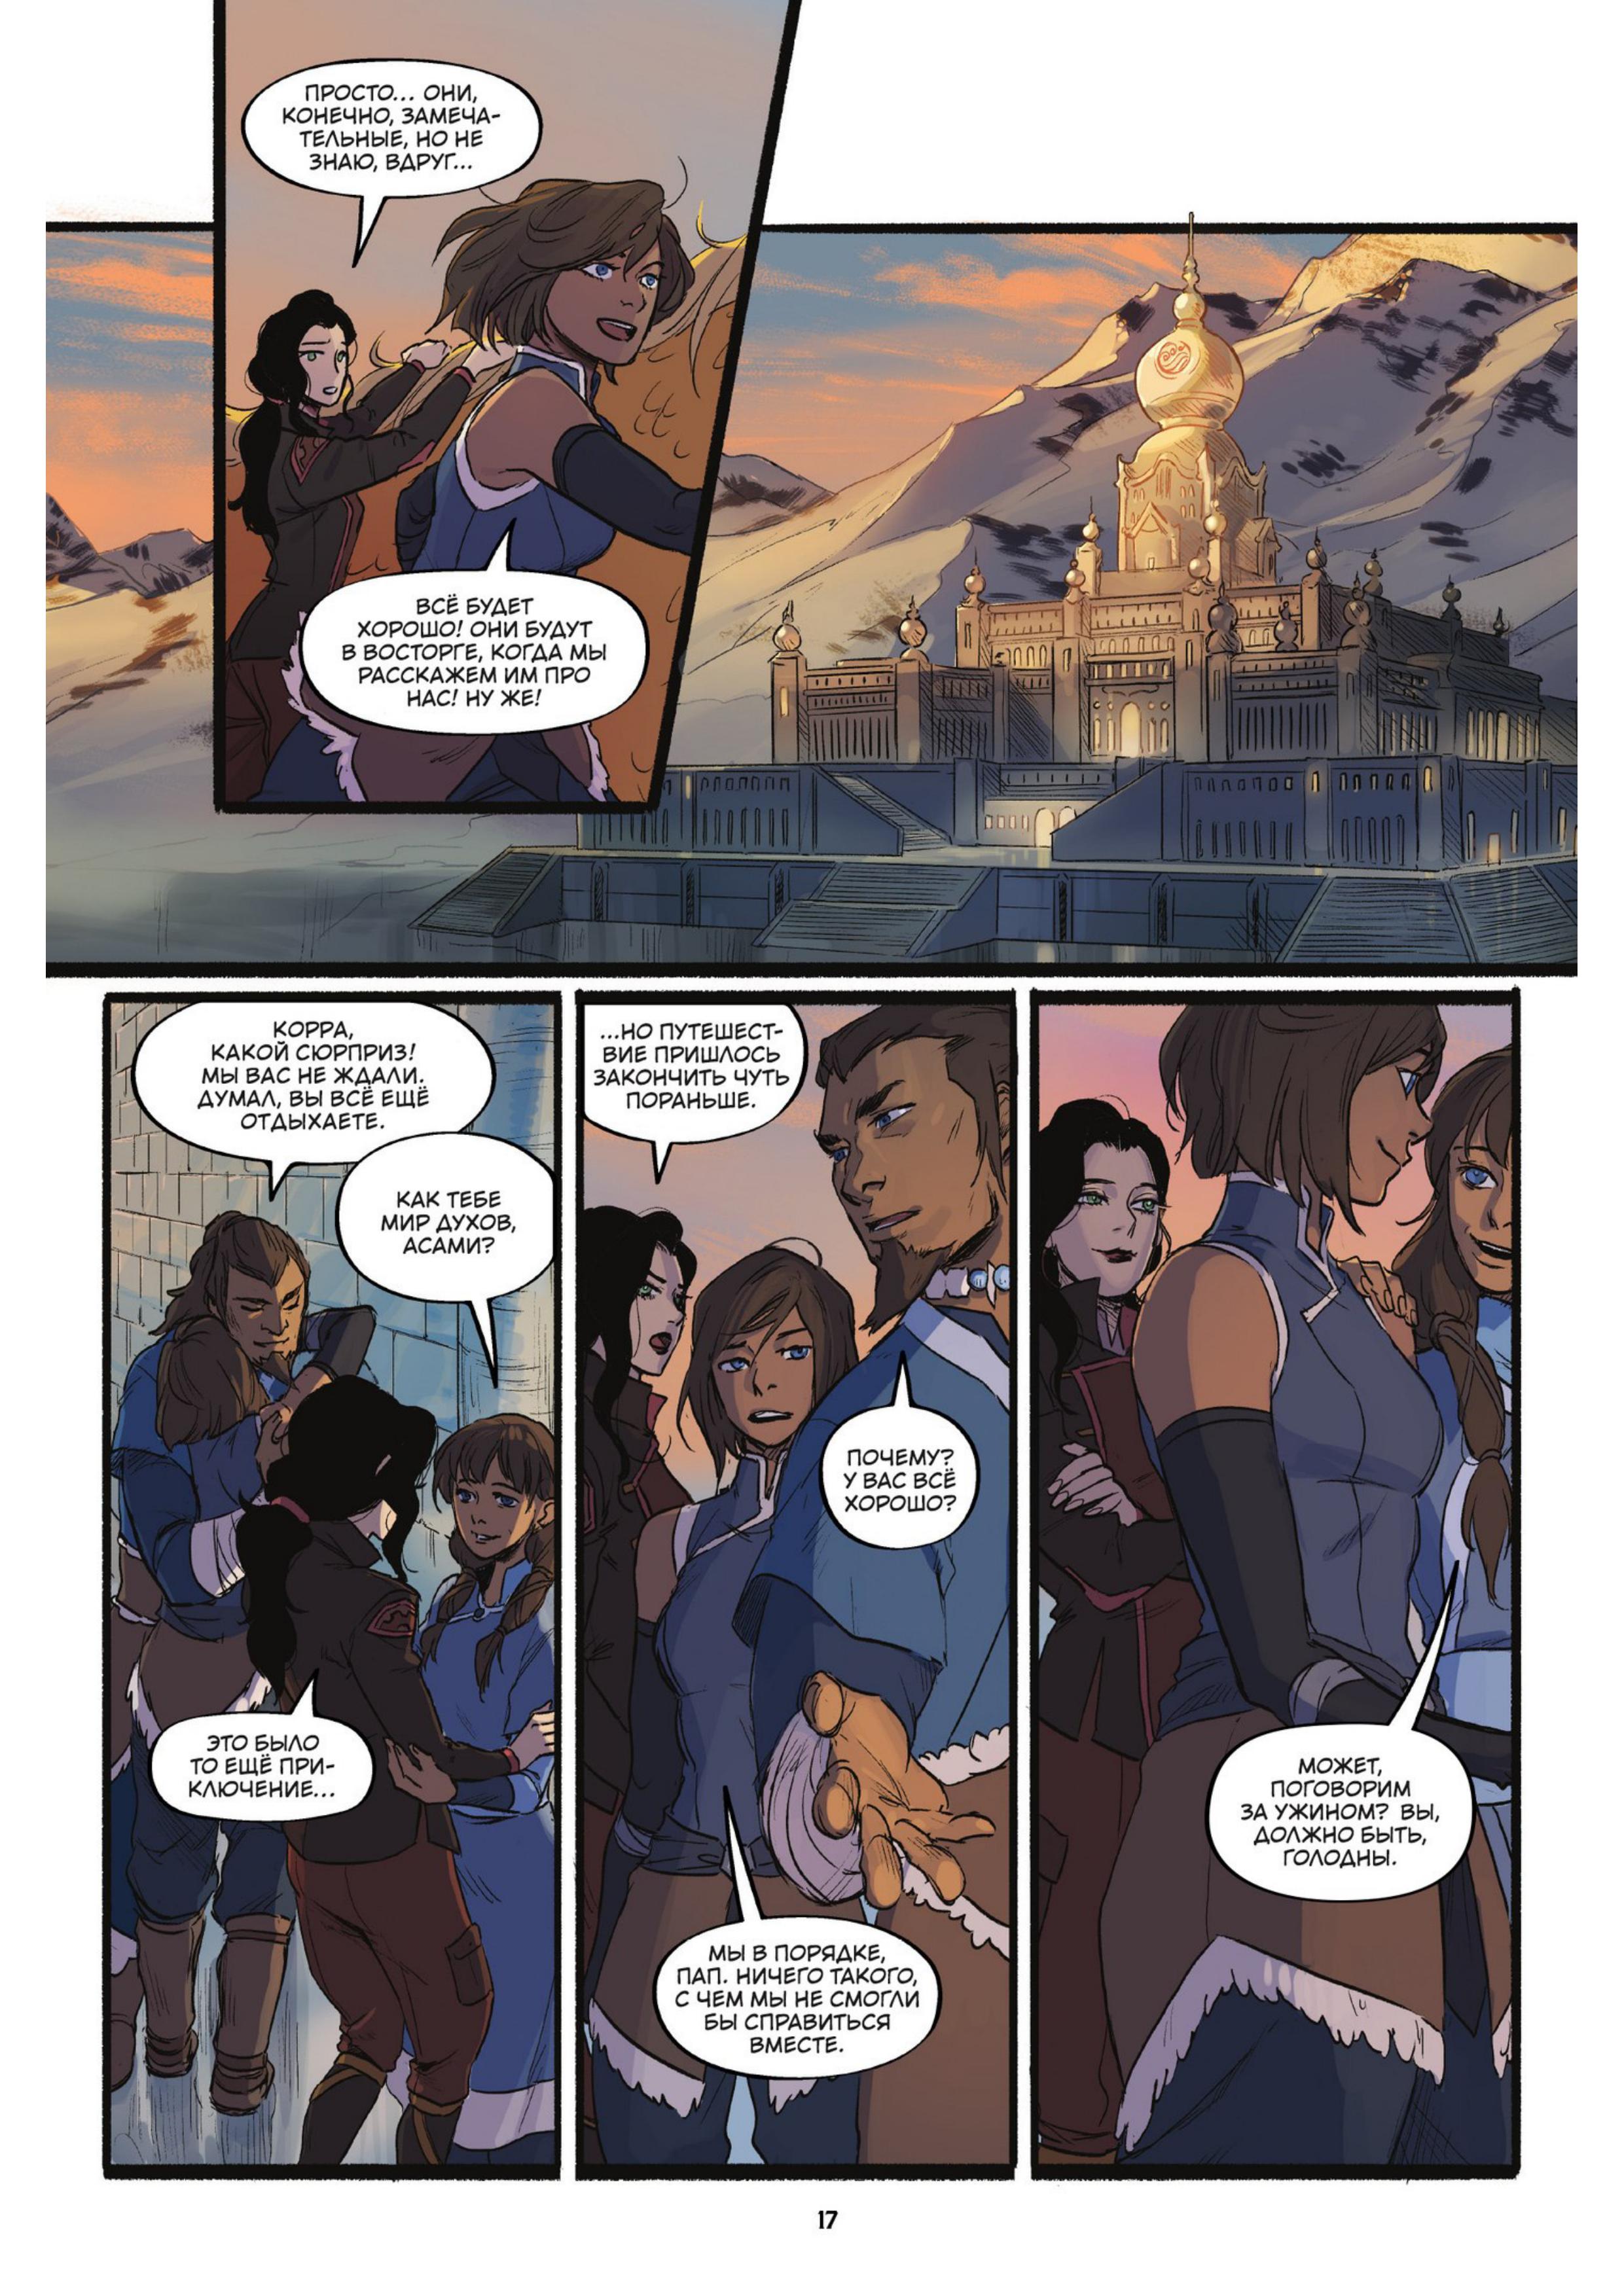 ПРОСТО... ОНИ,
КОНЕЧНО, ЗАМЕЧА-
ТЕЛЬНЫЕ, НО НЕ
ЗНАЮ, ВДРУГ...
ВСЁ БУДЕТ
ХОРОШО! ОНИ БУДУТ
В ВОСТОРГЕ, КОГДА МЫ
РАССКАЖЕМ ИМ ПРО
НАС! НУ ЖЕ!
КОРРА,
КАКОЙ СЮРПРИЗ!
МЫ ВАС НЕ ЖДАЛИ.
ДУМАЛ, ВЫ ВСЁ ЕЩЁ
ОТДЫХАЕТЕ.
КАК ТЕБЕ
МИР ДУХОВ,
АСАМИ?
ЭТО БЫЛО
ТО ЕЩЁ ПРИ-
КЛЮЧЕНИЕ...
...НО ПУТЕШЕСТ-
ВИЕ ПРИШЛОСЬ
ЗАКОНЧИТЬ ЧУТЬ
ПОРАНЬШЕ.
ПОЧЕМУ?
У ВАС ВСЁ
ХОРОШО?
МЫ В ПОРЯДКЕ,
ПАП. НИЧЕГО ТАКОГО,
С ЧЕМ МЫ НЕ СМОГЛИ
БЫ СПРАВИТЬСЯ
ВМЕСТЕ.
МОЖЕТ,
ПОГОВОРИМ
ЗА УЖИНОМ? ВЫ,
ДОЛЖНО БЫТЬ,
ГОЛОДНЫ.
17